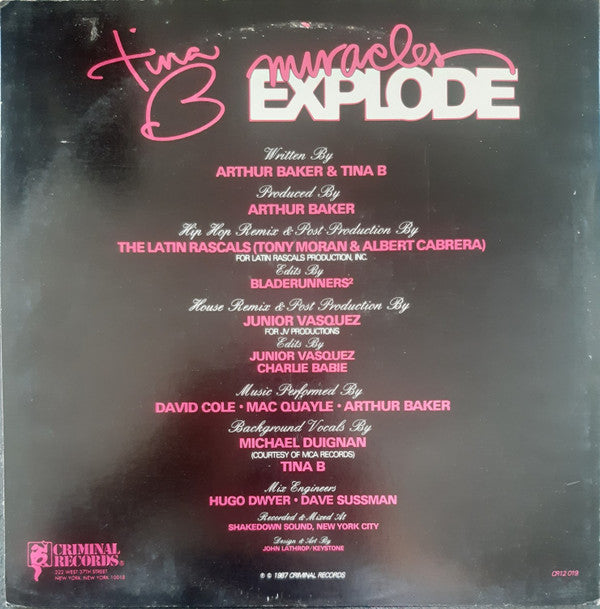 tina B
miracles
EXPLODE
Written By
ARTHUR BAKER & TINA B
Produced By
ARTHUR BAKER
Hip Hop Remix & Post Production By
THE LATIN RASCALS (TONY MORAN & ALBERT CABRERA)
FOR LATIN RASCALS PRODUCTION, INC.
Edits By
BLADERUNNERS²
House Remix & Post Production By
JUNIOR VASQUEZ
FOR JV PRODUCTIONS
Edits By
JUNIOR VASQUEZ
CHARLIE BABIE
Music Performed By
DAVID COLE • MAC QUAYLE • ARTHUR BAKER
Background Vocals By
MICHAEL DUIGNAN
(COURTESY OF MCA RECORDS)
TINA B
Mix Engineers
HUGO DWYER • DAVE SUSSMAN
Recorded & Mixed At
SHAKEDOWN SOUND, NEW YORK CITY
Design & Art By
JOHN LATHROP/KEYSTONE
CRIMINAL
RECORDS®
222 WEST 37TH STREET
NEW YORK, NEW YORK 10018
℗ © 1987 CRIMINAL RECORDS
CR12 019